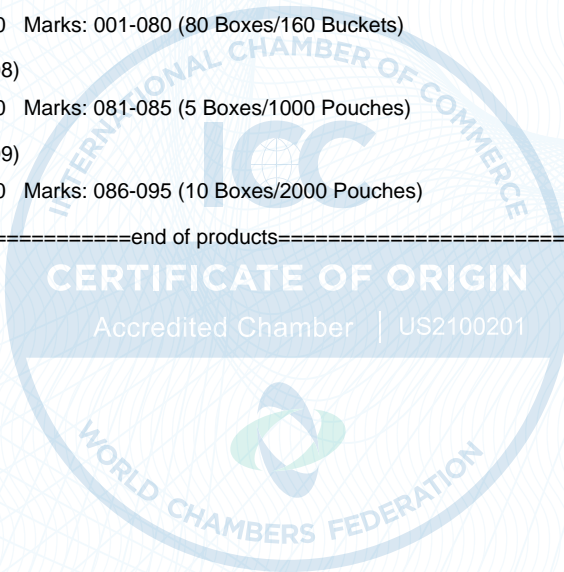 0 Marks: 001-080 (80 Boxes/160 Buckets)
8)
0 Marks: 081-085 (5 Boxes/1000 Pouches)
9)
0 Marks: 086-095 (10 Boxes/2000 Pouches)
===========end of products=======================
INTERNATIONAL CHAMBER OF COMMERCE
ICC
CERTIFICATE OF ORIGIN
Accredited Chamber | US2100201
WORLD CHAMBERS FEDERATION